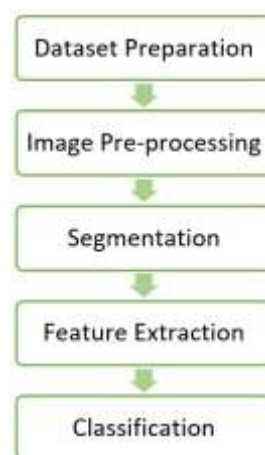 Dataset Preparation
Image Pre-processing
Segmentation
Feature Extraction
Classification